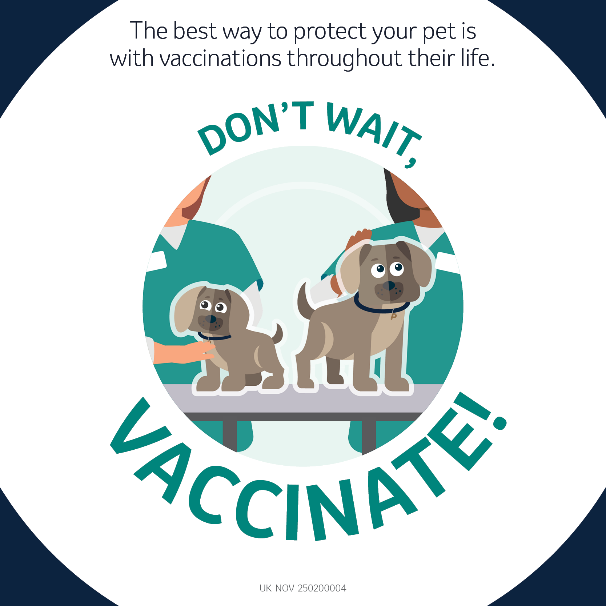 The best way to protect your pet is
with vaccinations throughout their life.
DON'T WAIT,
VACCINATE!
UK NOV 250200004